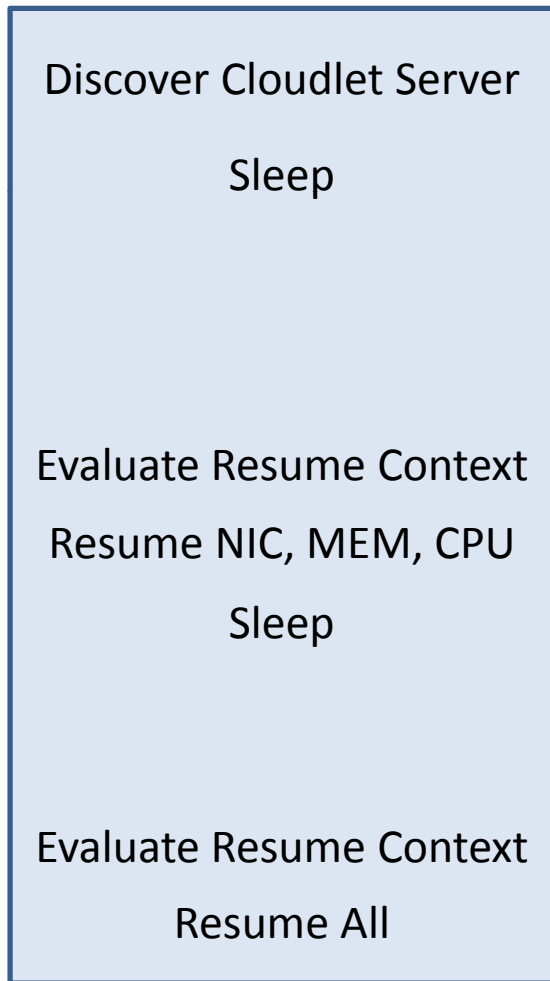 Discover Cloudlet Server
Sleep
Evaluate Resume Context
Resume NIC, MEM, CPU
Sleep
Evaluate Resume Context
Resume All